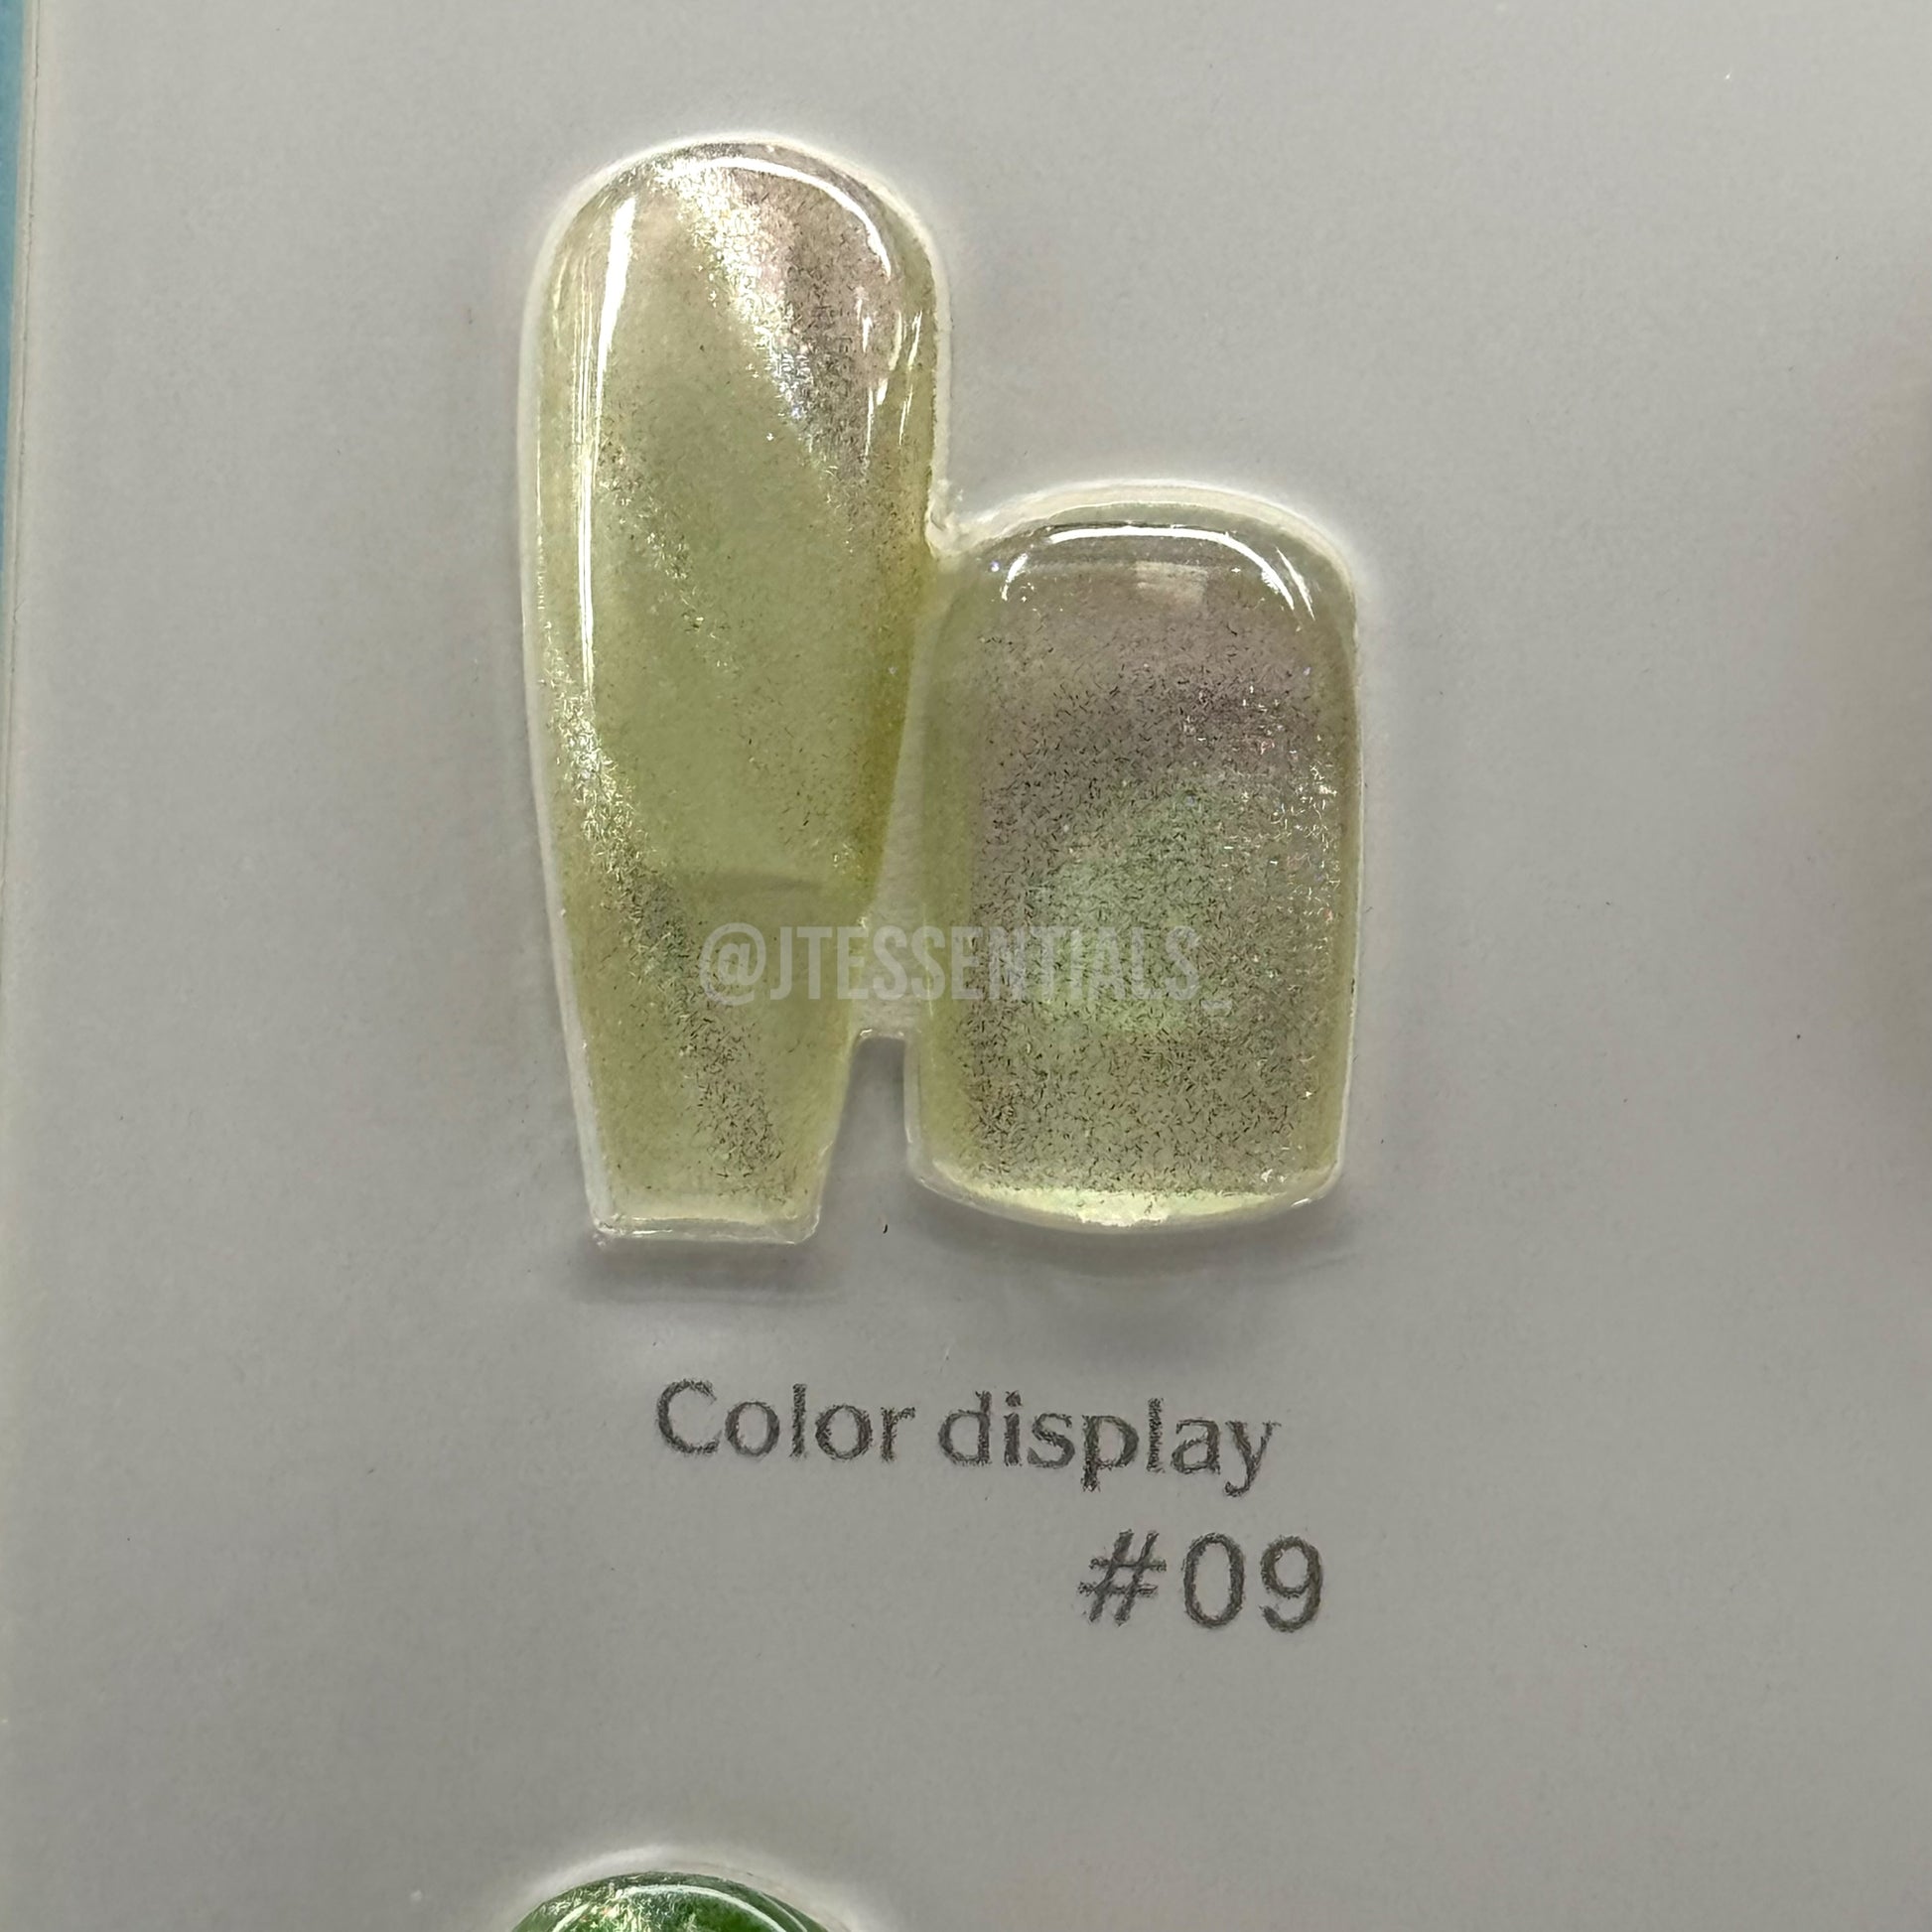 @JTESSENTIALS_
Color display
#09